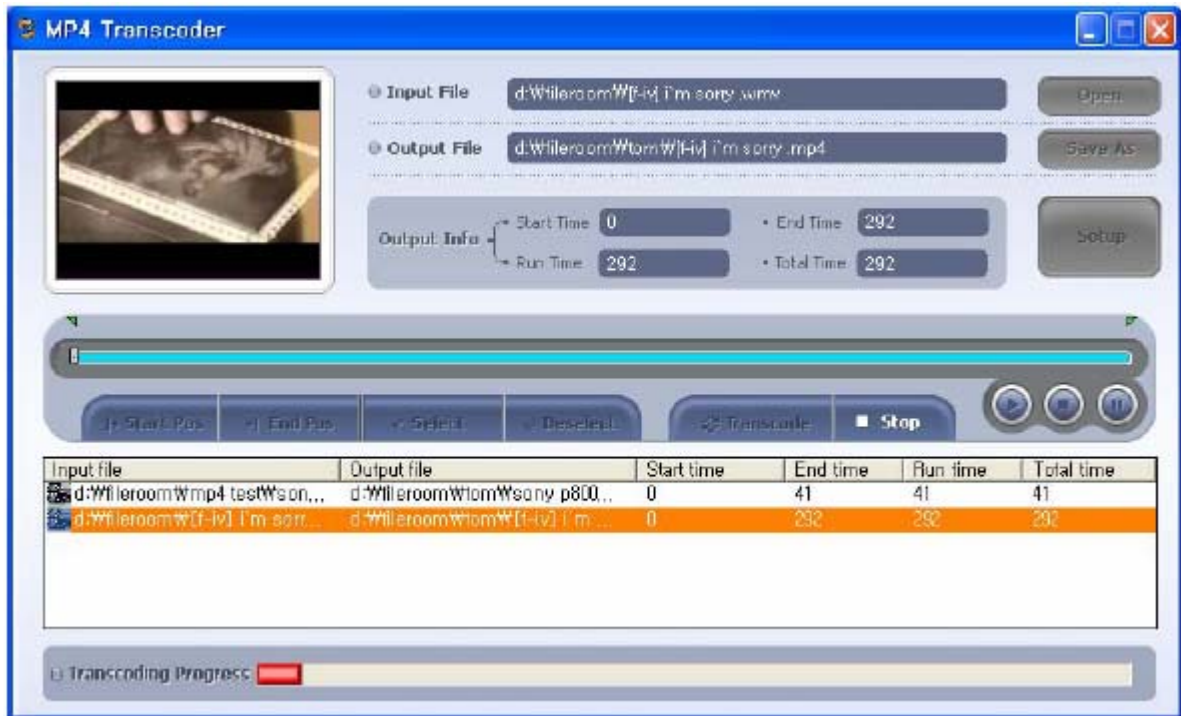 MP4 Transcoder
Input File d:₩fileroom₩[f-iv] i'm sorry .wmv Open
Output File d:₩fileroom₩tom₩[f-iv] i'm sorry .mp4 Save As
Output Info Start Time 0 End Time 292 Setup
Run Time 292 Total Time 292
Start Pos End Pos Select Deselect Transcode Stop
Input file Output file Start time End time Run time Total time
d:₩fileroom₩mp4 test₩son... d:₩fileroom₩tom₩sony p800... 0 41 41 41
d:₩fileroom₩[f-iv] i'm sorr... d:₩fileroom₩tom₩[f-iv] i'm ... 0 292 292 292
Transcoding Progress